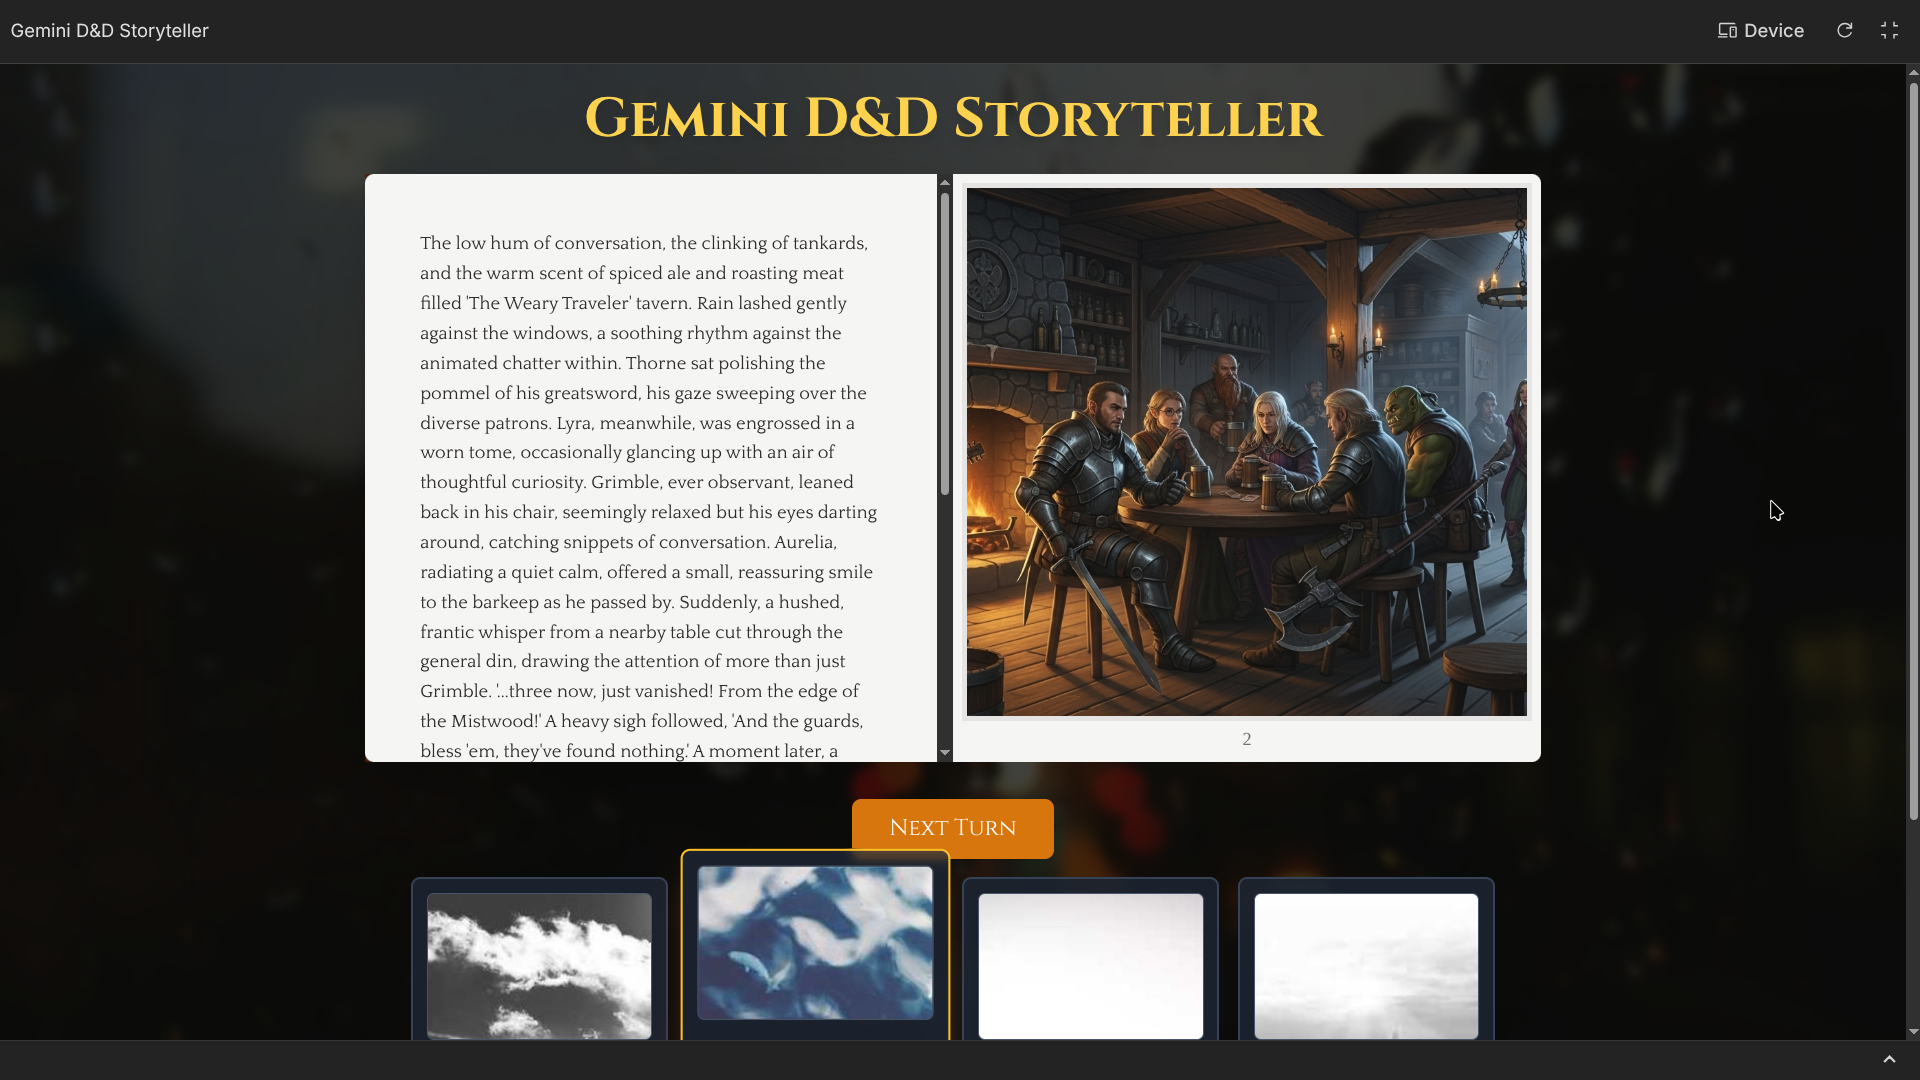 Gemini D&D Storyteller
Device
Gemini D&D Storyteller
The low hum of conversation, the clinking of tankards,
and the warm scent of spiced ale and roasting meat
filled 'The Weary Traveler' tavern. Rain lashed gently
against the windows, a soothing rhythm against the
animated chatter within. Thorne sat polishing the
pommel of his greatsword, his gaze sweeping over the
diverse patrons. Lyra, meanwhile, was engrossed in a
worn tome, occasionally glancing up with an air of
thoughtful curiosity. Grimble, ever observant, leaned
back in his chair, seemingly relaxed but his eyes darting
around, catching snippets of conversation. Aurelia,
radiating a quiet calm, offered a small, reassuring smile
to the barkeep as he passed by. Suddenly, a hushed,
frantic whisper from a nearby table cut through the
general din, drawing the attention of more than just
Grimble. '...three now, just vanished! From the edge of
the Mistwood!' A heavy sigh followed, 'And the guards,
bless 'em, they've found nothing.' A moment later, a
2
Next Turn